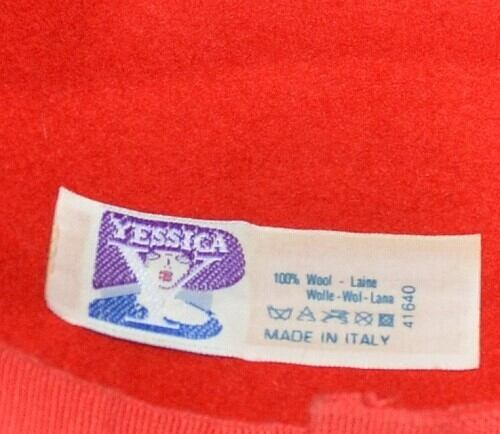 YESSICA
100% Wool - Laine
Wolle - Wol - Lana
MADE IN ITALY
41640